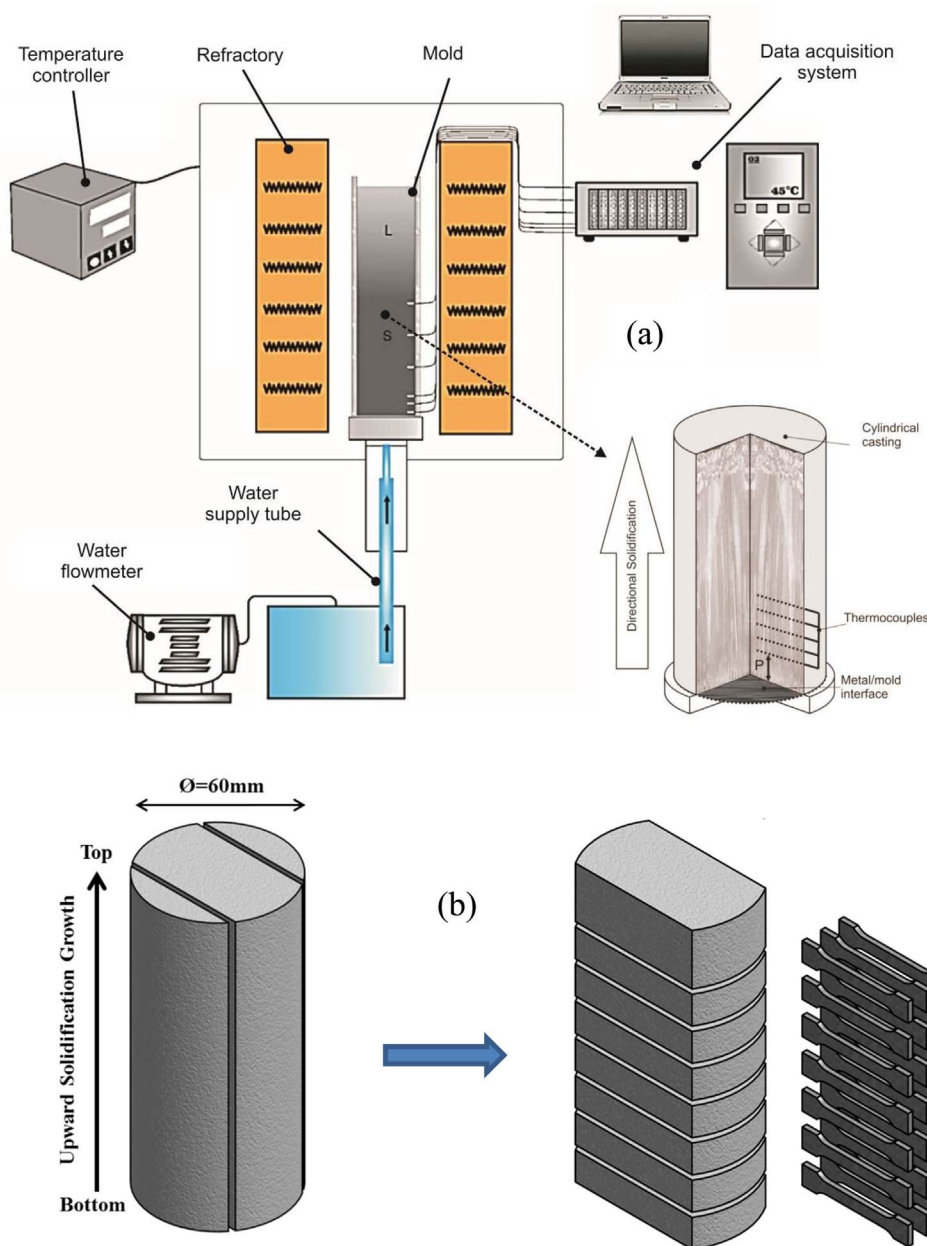 Temperature
controller
Refractory
Mold
Data acquisition
system
03
45°C
L
S
(a)
Cylindrical
casting
Directional Solidification
Thermocouples
P
Metal/mold
interface
Water
supply tube
Water
flowmeter
Ø=60mm
Top
Upward Solidification Growth
Bottom
(b)